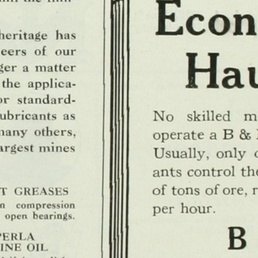 heritage has
eers of our
ger a matter
the applica-
or standard-
ubricants as
many others,
argest mines
T GREASES
n compression
open bearings.
PERLA
INE OIL
Econ
Hau
No skilled m
operate a B &
Usually, only o
ants control the
of tons of ore, r
per hour.
B